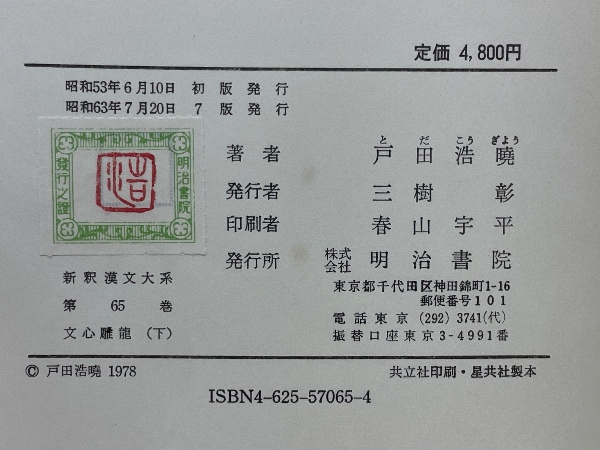 定価 4,800円
昭和53年6月10日 初版発行
昭和63年7月20日 7版発行
明治書院
發行之證
浩
著者 戸田浩曉
とだこうぎよう
発行者 三樹彰
印刷者 春山宇平
発行所 株式会社 明治書院
東京都千代田区神田錦町1-16
郵便番号101
電話東京(292)3741(代)
振替口座東京3-4991番
新釈漢文大系
第65巻
文心雕龍(下)
© 戸田浩曉 1978
共立社印刷・星共社製本
ISBN4-625-57065-4